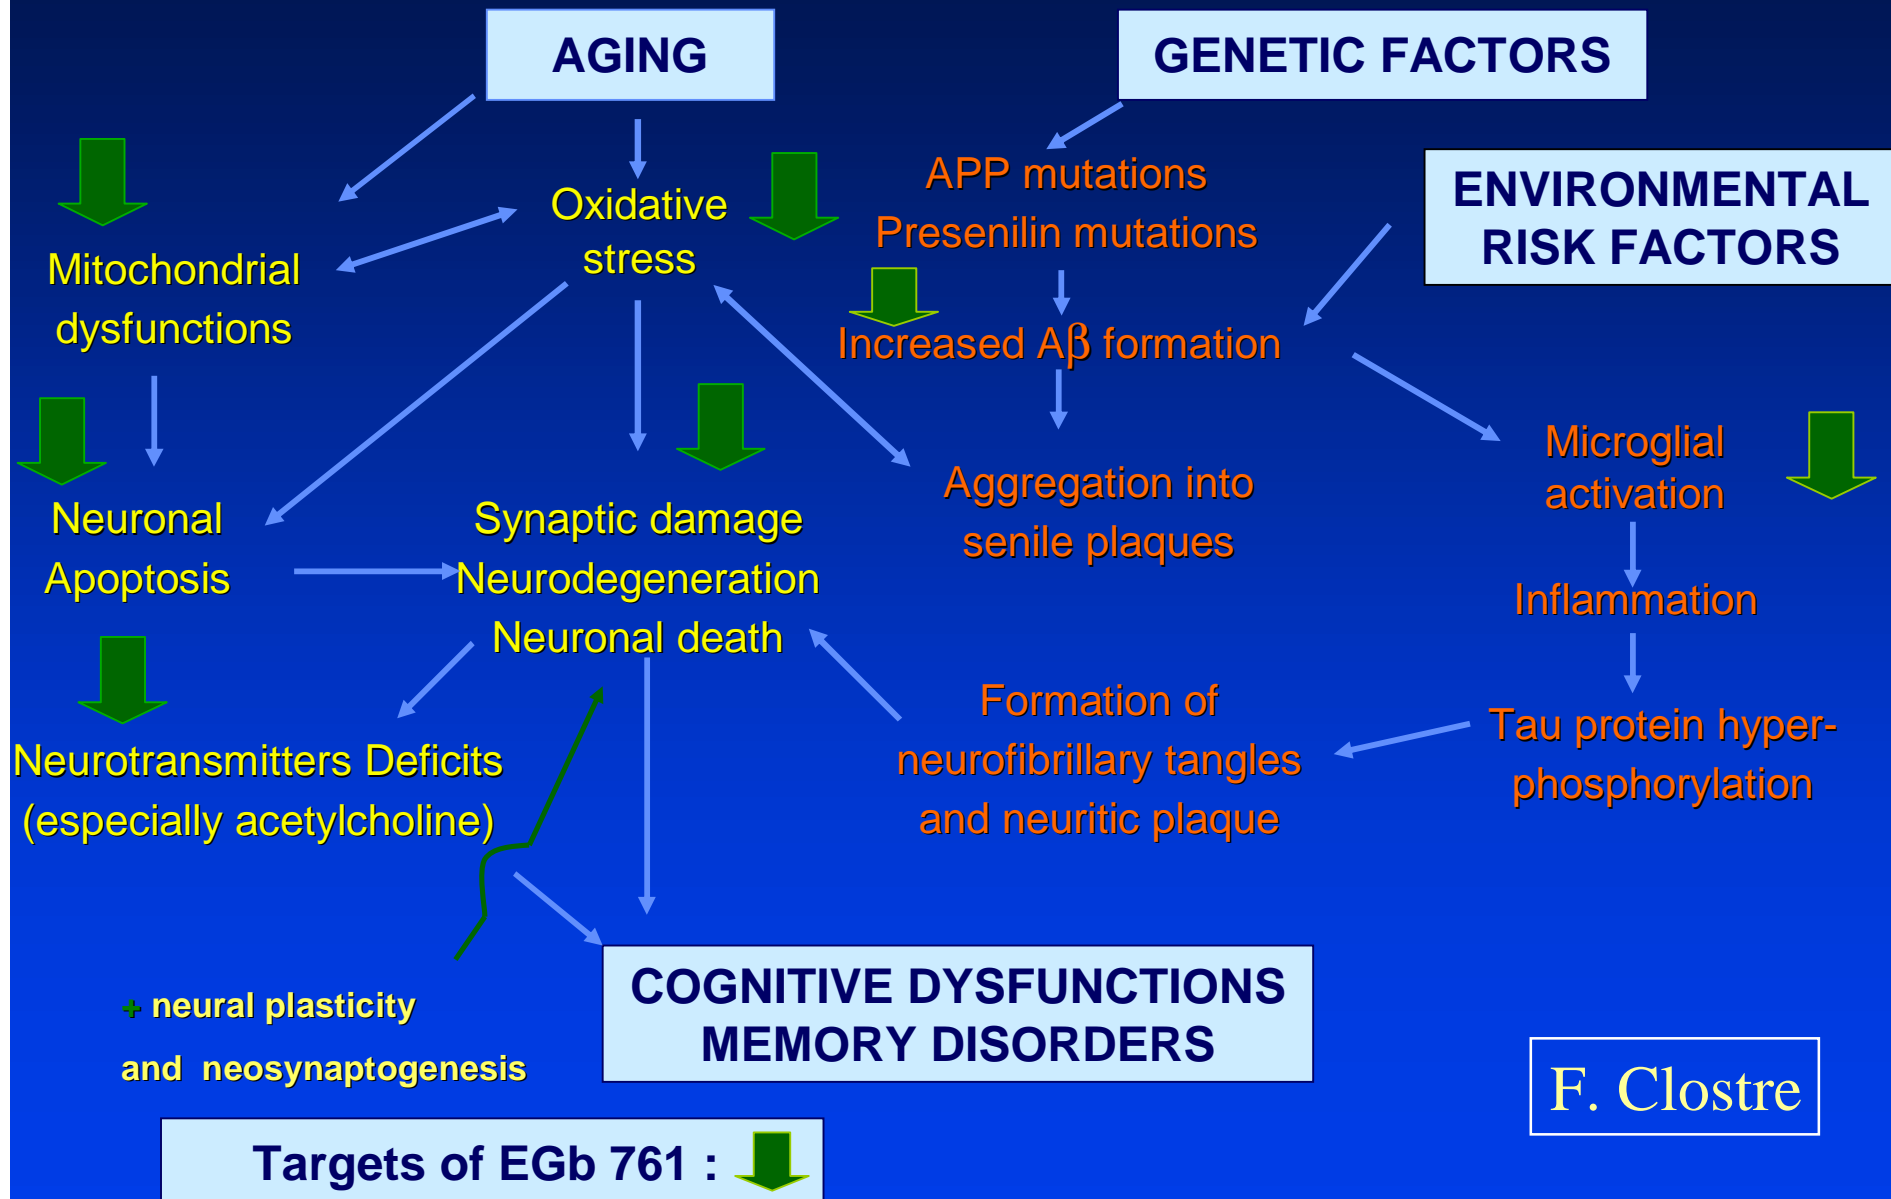 AGING
GENETIC FACTORS
ENVIRONMENTAL
RISK FACTORS
APP mutations
Presenilin mutations
Oxidative
stress
Mitochondrial
dysfunctions
Increased Aβ formation
Microglial
activation
Aggregation into
senile plaques
Neuronal
Apoptosis
Synaptic damage
Neurodegeneration
Neuronal death
Inflammation
Formation of
neurofibrillary tangles
and neuritic plaque
Tau protein hyper-
phosphorylation
Neurotransmitters Deficits
(especially acetylcholine)
+ neural plasticity
and neosynaptogenesis
COGNITIVE DYSFUNCTIONS
MEMORY DISORDERS
F. Clostre
Targets of EGb 761 :